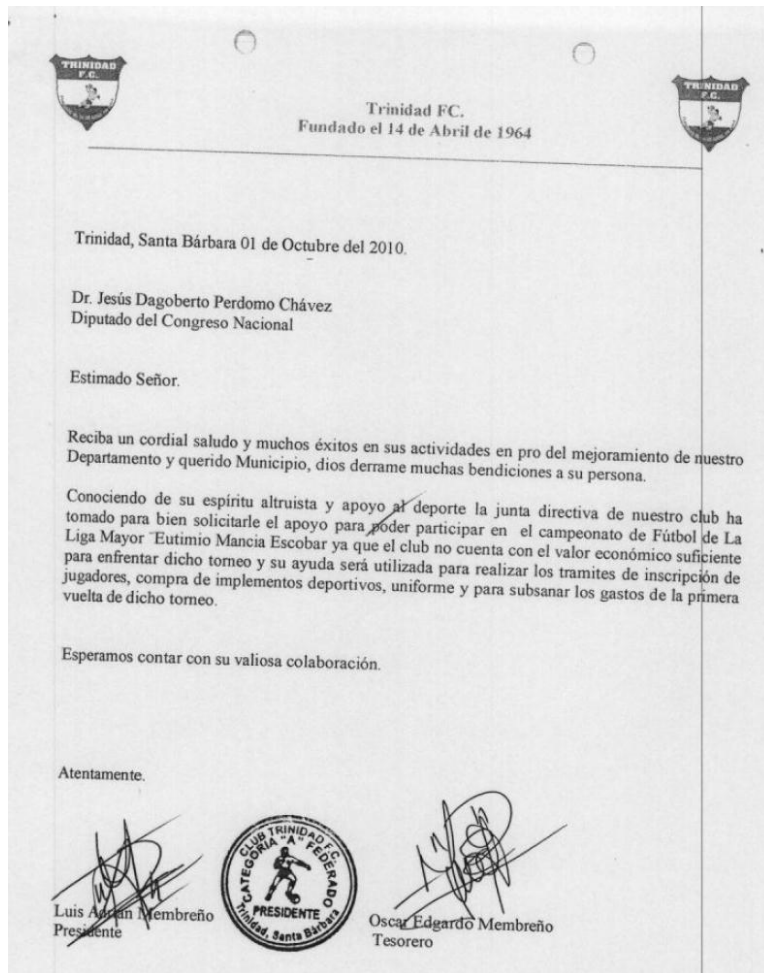 TRINIDAD
F.C.
TRINIDAD
F.C.
Trinidad FC.
Fundado el 14 de Abril de 1964
Trinidad, Santa Bárbara 01 de Octubre del 2010.
Dr. Jesús Dagoberto Perdomo Chávez
Diputado del Congreso Nacional
Estimado Señor.
Reciba un cordial saludo y muchos éxitos en sus actividades en pro del mejoramiento de nuestro
Departamento y querido Municipio, dios derrame muchas bendiciones a su persona.
Conociendo de su espíritu altruista y apoyo al deporte la junta directiva de nuestro club ha
tomado para bien solicitarle el apoyo para poder participar en el campeonato de Fútbol de La
Liga Mayor ¨Eutimio Mancia Escobar ya que el club no cuenta con el valor económico suficiente
para enfrentar dicho torneo y su ayuda será utilizada para realizar los tramites de inscripción de
jugadores, compra de implementos deportivos, uniforme y para subsanar los gastos de la primera
vuelta de dicho torneo.
Esperamos contar con su valiosa colaboración.
Atentamente.
CLUB TRINIDAD F.C.
CATEGORIA "A" FEDERADO
PRESIDENTE
Trinidad, Santa Bárbara
Luis Adrian Membreño
Presidente
Oscar Edgardo Membreño
Tesorero